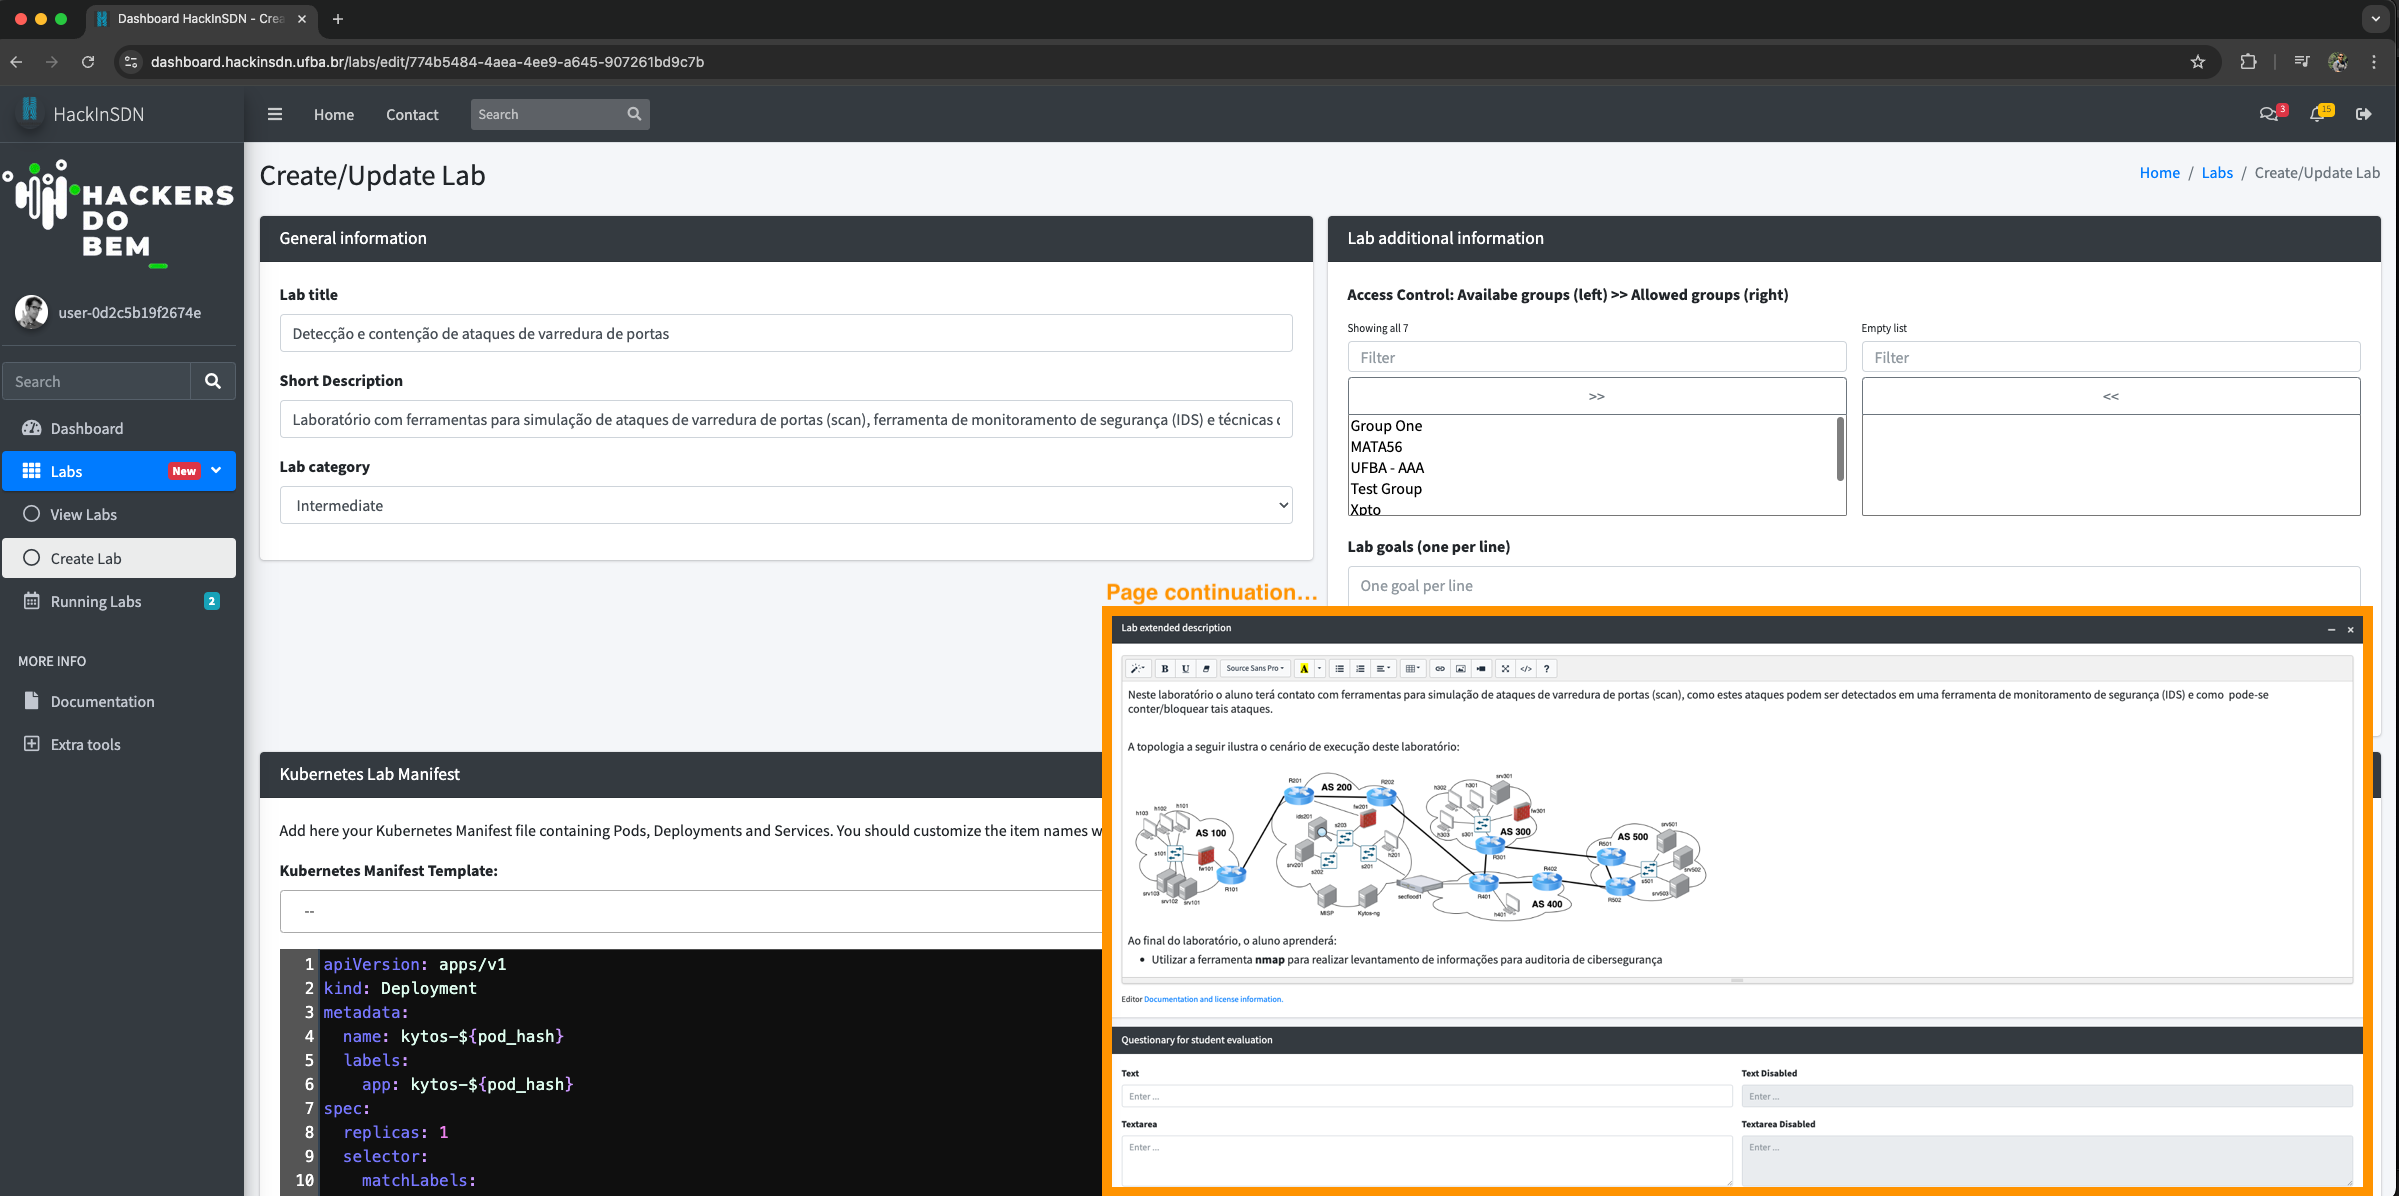 Dashboard HackInSDN - Crea
dashboard.hackinsdn.ufba.br/labs/edit/774b5484-4aea-4ee9-a645-907261bd9c7b
HackInSDN
Home
Contact
Search
3
15
HACKERS
DO
BEM
user-0d2c5b19f2674e
Search
Dashboard
Labs
New
View Labs
Create Lab
Running Labs
2
MORE INFO
Documentation
Extra tools
Create/Update Lab
Home / Labs / Create/Update Lab
General information
Lab title
Detecção e contenção de ataques de varredura de portas
Short Description
Laboratório com ferramentas para simulação de ataques de varredura de portas (scan), ferramenta de monitoramento de segurança (IDS) e técnicas
Lab category
Intermediate
Lab additional information
Access Control: Availabe groups (left) >> Allowed groups (right)
Showing all 7
Empty list
Filter
Filter
>>
<<
Group One
MATA56
UFBA - AAA
Test Group
Xpto
Lab goals (one per line)
One goal per line
Kubernetes Lab Manifest
Add here your Kubernetes Manifest file containing Pods, Deployments and Services. You should customize the item names w
Kubernetes Manifest Template:
--
1 apiVersion: apps/v1
2 kind: Deployment
3 metadata:
4 name: kytos-${pod_hash}
5 labels:
6 app: kytos-${pod_hash}
7 spec:
8 replicas: 1
9 selector:
10 matchLabels:
Page continuation...
Lab extended description
B U Source Sans Pro A </> ?
Neste laboratório o aluno terá contato com ferramentas para simulação de ataques de varredura de portas (scan), como estes ataques podem ser detectados em uma ferramenta de monitoramento de segurança (IDS) e como pode-se
conter/bloquear tais ataques.
A topologia a seguir ilustra o cenário de execução deste laboratório:
h103 h102 h101
AS 100
s101
fw101
R101
srv103
srv102
srv101
R201
AS 200
R202
fw201
ids201
s203
srv201
s202
s201
h201
MISP
Kytos-ng
secflood1
h302
h301
srv301
fw301
h303
s301
AS 300
R301
R401
R402
h401
AS 400
AS 500
R501
R502
s501
srv501
srv502
srv503
Ao final do laboratório, o aluno aprenderá:
• Utilizar a ferramenta nmap para realizar levantamento de informações para auditoria de cibersegurança
Editor Documentation and license information.
Questionary for student evaluation
Text
Enter ...
Text Disabled
Enter ...
Textarea
Enter ...
Textarea Disabled
Enter ...